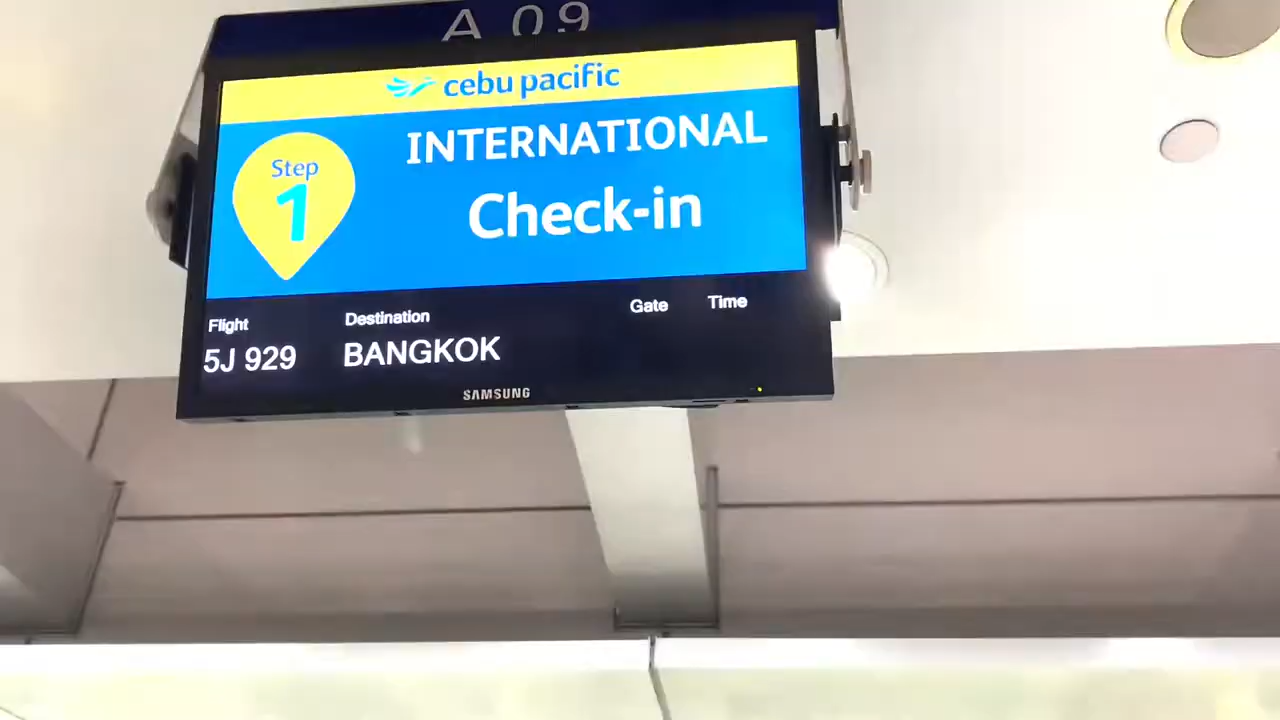 A 09
cebu pacific
Step
1
INTERNATIONAL
Check-in
Flight Destination Gate Time
5J 929 BANGKOK
SAMSUNG